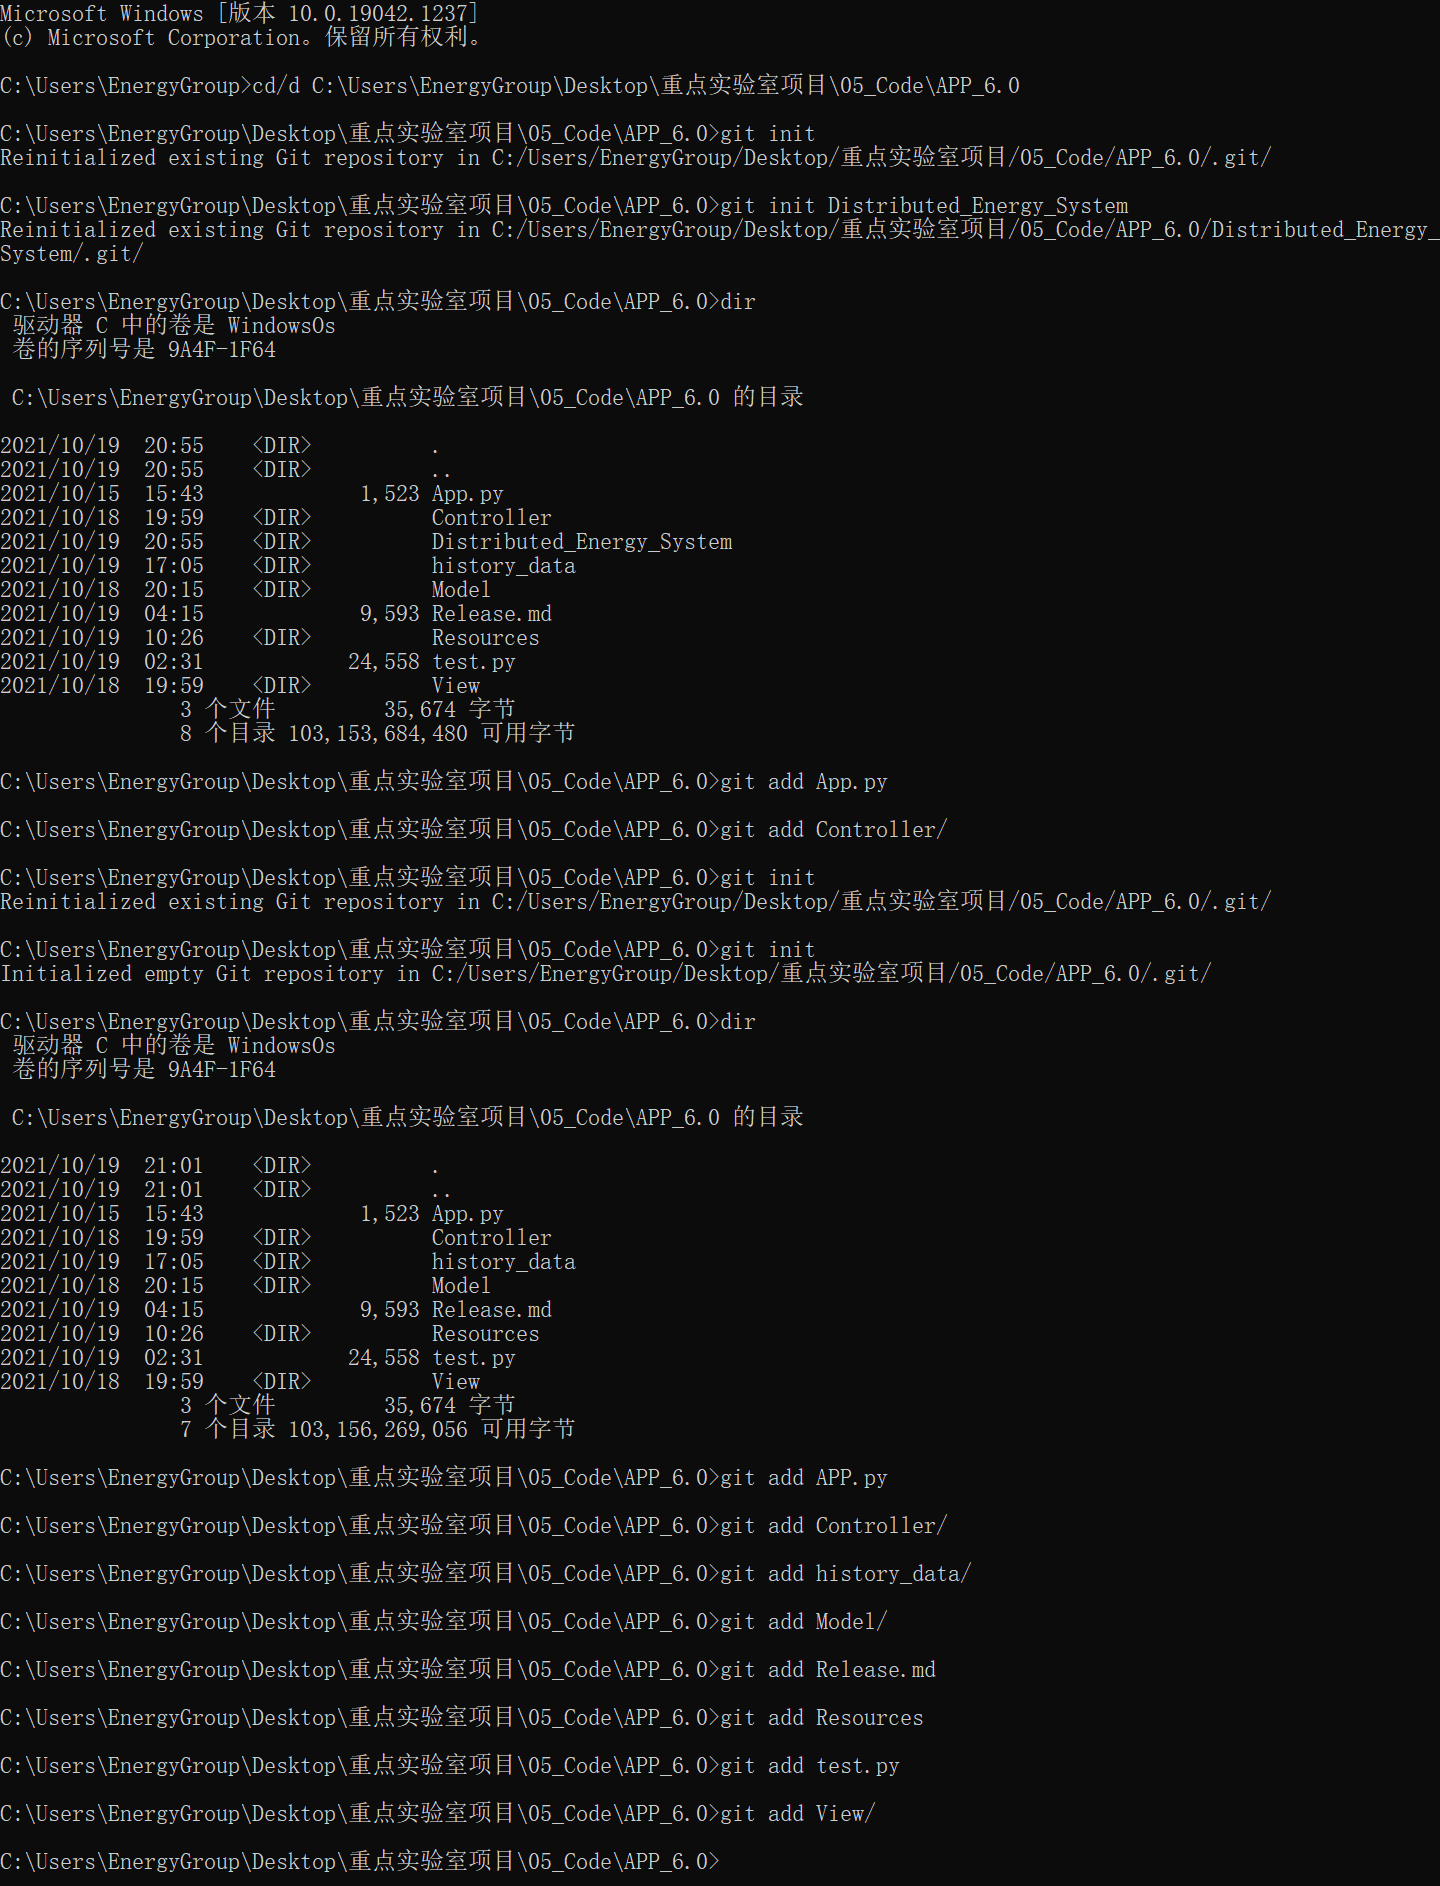 Microsoft Windows [版本 10.0.19042.1237]
(c) Microsoft Corporation。保留所有权利。
C:\Users\EnergyGroup>cd/d C:\Users\EnergyGroup\Desktop\重点实验室项目\05_Code\APP_6.0
C:\Users\EnergyGroup\Desktop\重点实验室项目\05_Code\APP_6.0>git init
Reinitialized existing Git repository in C:/Users/EnergyGroup/Desktop/重点实验室项目/05_Code/APP_6.0/.git/
C:\Users\EnergyGroup\Desktop\重点实验室项目\05_Code\APP_6.0>git init Distributed_Energy_System
Reinitialized existing Git repository in C:/Users/EnergyGroup/Desktop/重点实验室项目/05_Code/APP_6.0/Distributed_Energy_
System/.git/
C:\Users\EnergyGroup\Desktop\重点实验室项目\05_Code\APP_6.0>dir
驱动器 C 中的卷是 WindowsOs
卷的序列号是 9A4F-1F64
C:\Users\EnergyGroup\Desktop\重点实验室项目\05_Code\APP_6.0 的目录
2021/10/19  20:55    <DIR>          .
2021/10/19  20:55    <DIR>          ..
2021/10/15  15:43             1,523 App.py
2021/10/18  19:59    <DIR>          Controller
2021/10/19  20:55    <DIR>          Distributed_Energy_System
2021/10/19  17:05    <DIR>          history_data
2021/10/18  20:15    <DIR>          Model
2021/10/19  04:15             9,593 Release.md
2021/10/19  10:26    <DIR>          Resources
2021/10/19  02:31            24,558 test.py
2021/10/18  19:59    <DIR>          View
3 个文件         35,674 字节
8 个目录 103,153,684,480 可用字节
C:\Users\EnergyGroup\Desktop\重点实验室项目\05_Code\APP_6.0>git add App.py
C:\Users\EnergyGroup\Desktop\重点实验室项目\05_Code\APP_6.0>git add Controller/
C:\Users\EnergyGroup\Desktop\重点实验室项目\05_Code\APP_6.0>git init
Reinitialized existing Git repository in C:/Users/EnergyGroup/Desktop/重点实验室项目/05_Code/APP_6.0/.git/
C:\Users\EnergyGroup\Desktop\重点实验室项目\05_Code\APP_6.0>git init
Initialized empty Git repository in C:/Users/EnergyGroup/Desktop/重点实验室项目/05_Code/APP_6.0/.git/
C:\Users\EnergyGroup\Desktop\重点实验室项目\05_Code\APP_6.0>dir
驱动器 C 中的卷是 WindowsOs
卷的序列号是 9A4F-1F64
C:\Users\EnergyGroup\Desktop\重点实验室项目\05_Code\APP_6.0 的目录
2021/10/19  21:01    <DIR>          .
2021/10/19  21:01    <DIR>          ..
2021/10/15  15:43             1,523 App.py
2021/10/18  19:59    <DIR>          Controller
2021/10/19  17:05    <DIR>          history_data
2021/10/18  20:15    <DIR>          Model
2021/10/19  04:15             9,593 Release.md
2021/10/19  10:26    <DIR>          Resources
2021/10/19  02:31            24,558 test.py
2021/10/18  19:59    <DIR>          View
3 个文件         35,674 字节
7 个目录 103,156,269,056 可用字节
C:\Users\EnergyGroup\Desktop\重点实验室项目\05_Code\APP_6.0>git add APP.py
C:\Users\EnergyGroup\Desktop\重点实验室项目\05_Code\APP_6.0>git add Controller/
C:\Users\EnergyGroup\Desktop\重点实验室项目\05_Code\APP_6.0>git add history_data/
C:\Users\EnergyGroup\Desktop\重点实验室项目\05_Code\APP_6.0>git add Model/
C:\Users\EnergyGroup\Desktop\重点实验室项目\05_Code\APP_6.0>git add Release.md
C:\Users\EnergyGroup\Desktop\重点实验室项目\05_Code\APP_6.0>git add Resources
C:\Users\EnergyGroup\Desktop\重点实验室项目\05_Code\APP_6.0>git add test.py
C:\Users\EnergyGroup\Desktop\重点实验室项目\05_Code\APP_6.0>git add View/
C:\Users\EnergyGroup\Desktop\重点实验室项目\05_Code\APP_6.0>